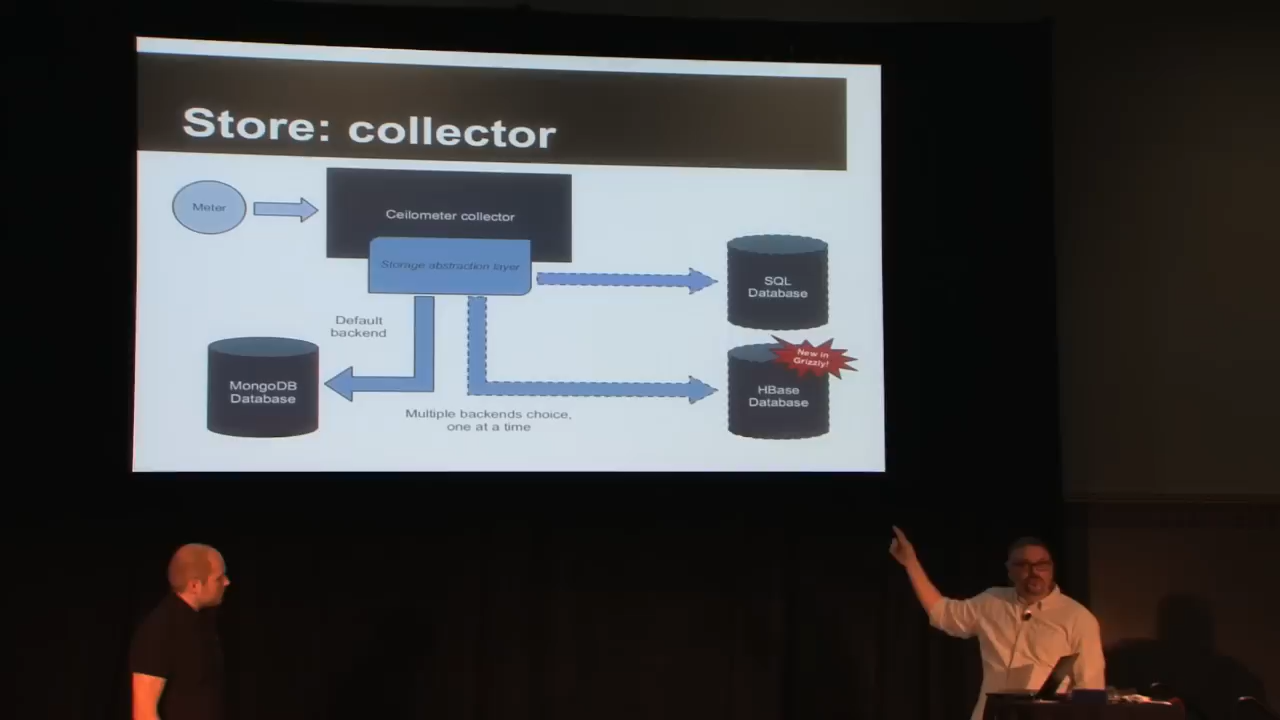 Store: collector
Meter
Ceilometer collector
Storage abstraction layer
SQL
Database
Default
backend
New in
Grizzly!
MongoDB
Database
HBase
Database
Multiple backends choice,
one at a time